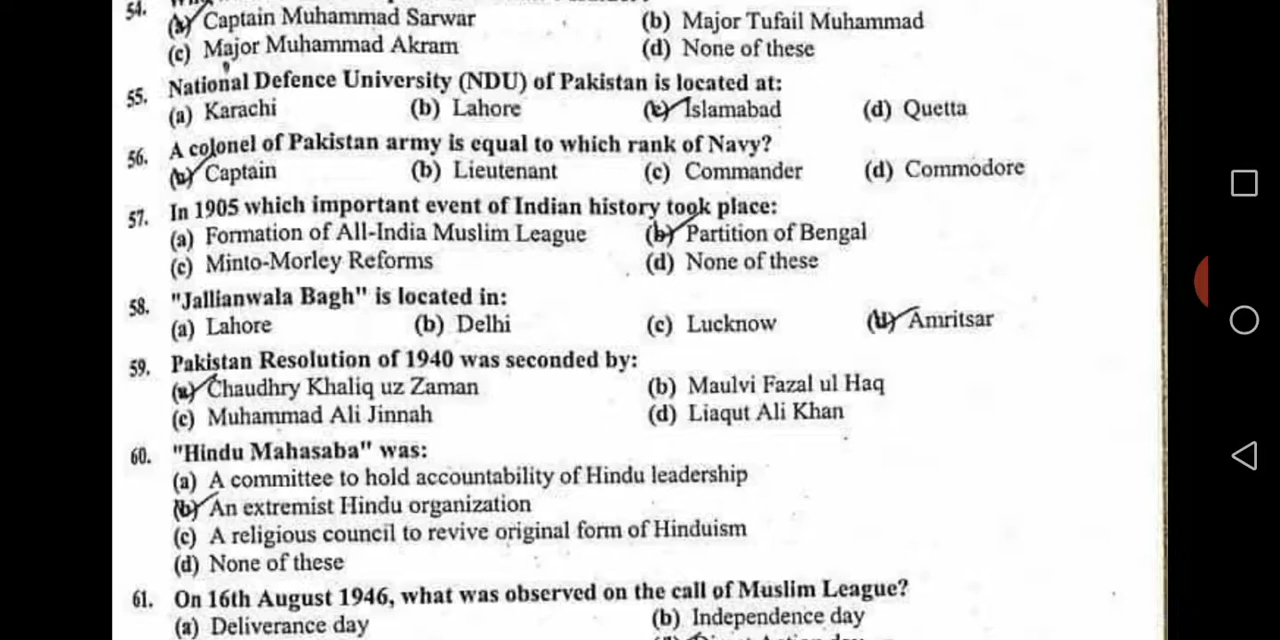 54.
(a) Captain Muhammad Sarwar (b) Major Tufail Muhammad
(c) Major Muhammad Akram (d) None of these
55. National Defence University (NDU) of Pakistan is located at:
(a) Karachi (b) Lahore (c) Islamabad (d) Quetta
56. A colonel of Pakistan army is equal to which rank of Navy?
(a) Captain (b) Lieutenant (c) Commander (d) Commodore
57. In 1905 which important event of Indian history took place:
(a) Formation of All-India Muslim League (b) Partition of Bengal
(c) Minto-Morley Reforms (d) None of these
58. "Jallianwala Bagh" is located in:
(a) Lahore (b) Delhi (c) Lucknow (d) Amritsar
59. Pakistan Resolution of 1940 was seconded by:
(a) Chaudhry Khaliq uz Zaman (b) Maulvi Fazal ul Haq
(c) Muhammad Ali Jinnah (d) Liaqut Ali Khan
60. "Hindu Mahasaba" was:
(a) A committee to hold accountability of Hindu leadership
(b) An extremist Hindu organization
(c) A religious council to revive original form of Hinduism
(d) None of these
61. On 16th August 1946, what was observed on the call of Muslim League?
(a) Deliverance day (b) Independence day